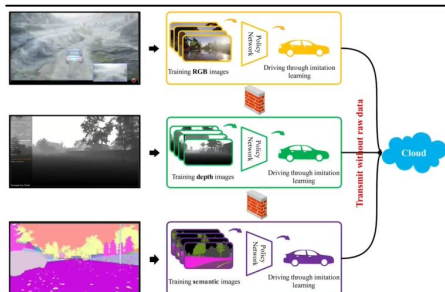 Policy
Network
Training RGB images
Driving through imitation
learning
Policy
Network
Training depth images
Driving through imitation
learning
Policy
Network
Training semantic images
Driving through imitation
learning
Transmit without raw data
Cloud